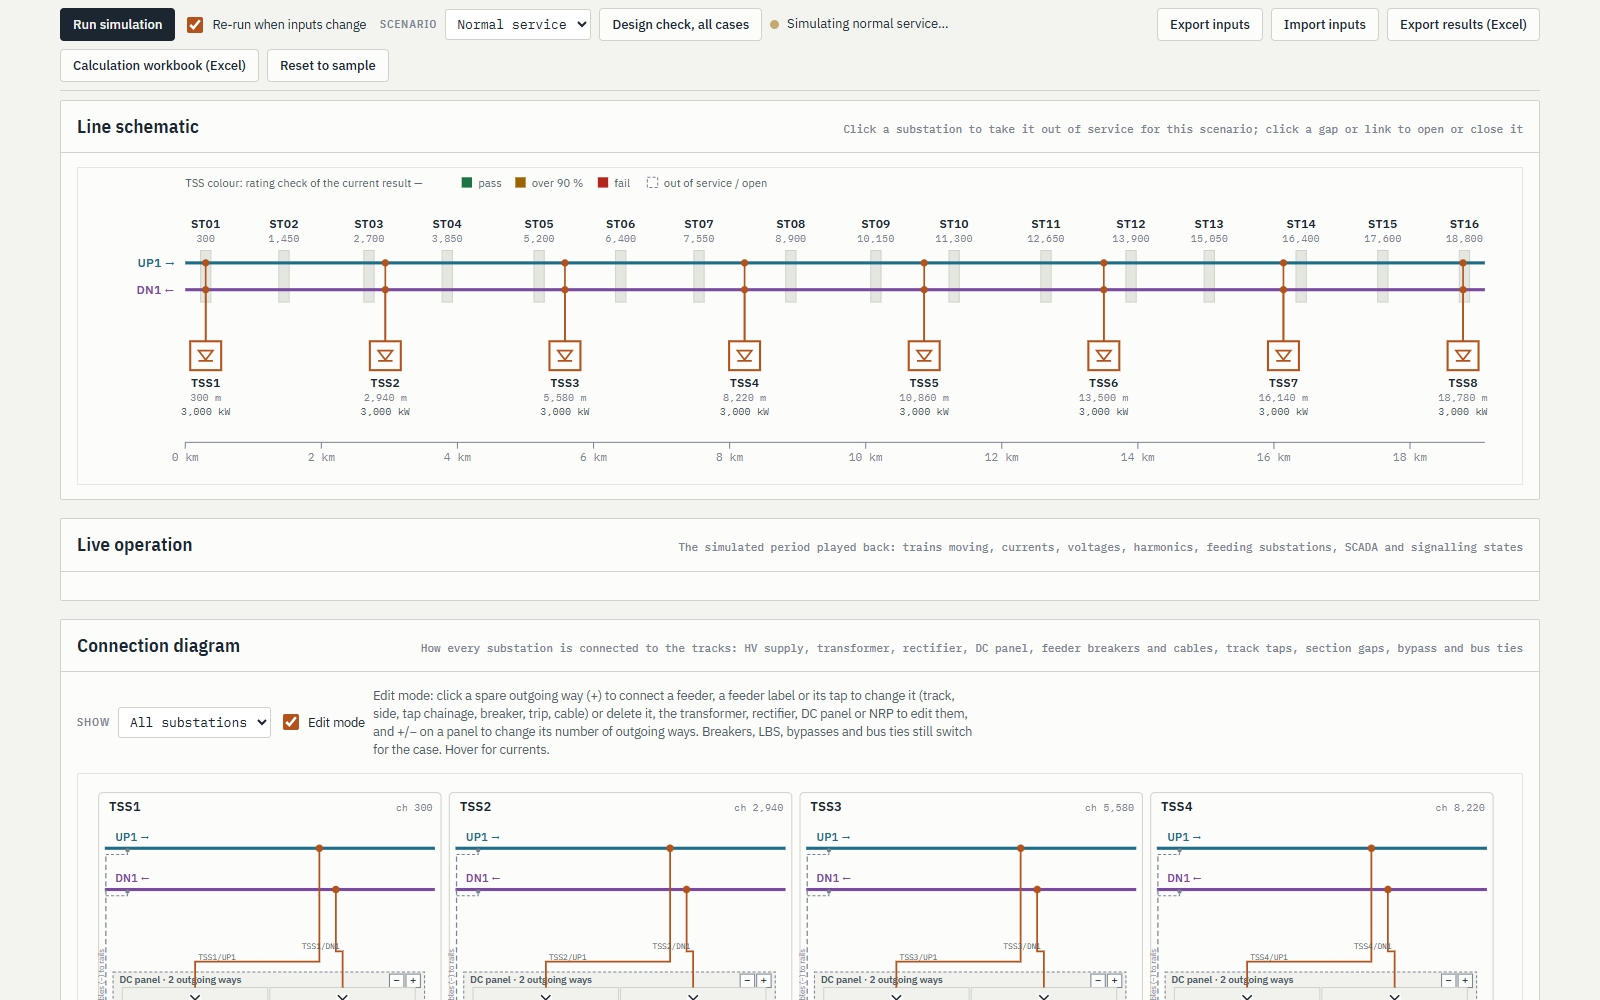 Run simulation Re-run when inputs change SCENARIO Normal service Design check, all cases Simulating normal service... Export inputs Import inputs Export results (Excel)
Calculation workbook (Excel) Reset to sample
Line schematic Click a substation to take it out of service for this scenario; click a gap or link to open or close it
TSS colour: rating check of the current result — pass over 90 % fail out of service / open
ST01 ST02 ST03 ST04 ST05 ST06 ST07 ST08 ST09 ST10 ST11 ST12 ST13 ST14 ST15 ST16
300 1,450 2,700 3,850 5,200 6,400 7,550 8,900 10,150 11,300 12,650 13,900 15,050 16,400 17,600 18,800
UP1 →
DN1 ←
TSS1 TSS2 TSS3 TSS4 TSS5 TSS6 TSS7 TSS8
300 m 2,940 m 5,580 m 8,220 m 10,860 m 13,500 m 16,140 m 18,780 m
3,000 kW 3,000 kW 3,000 kW 3,000 kW 3,000 kW 3,000 kW 3,000 kW 3,000 kW
0 km 2 km 4 km 6 km 8 km 10 km 12 km 14 km 16 km 18 km
Live operation The simulated period played back: trains moving, currents, voltages, harmonics, feeding substations, SCADA and signalling states
Connection diagram How every substation is connected to the tracks: HV supply, transformer, rectifier, DC panel, feeder breakers and cables, track taps, section gaps, bypass and bus ties
SHOW All substations Edit mode
Edit mode: click a spare outgoing way (+) to connect a feeder, a feeder label or its tap to change it (track,
side, tap chainage, breaker, trip, cable) or delete it, the transformer, rectifier, DC panel or NRP to edit them,
and +/− on a panel to change its number of outgoing ways. Breakers, LBS, bypasses and bus ties still switch
for the case. Hover for currents.
TSS1 ch 300 TSS2 ch 2,940 TSS3 ch 5,580 TSS4 ch 8,220
UP1 → UP1 → UP1 → UP1 →
DN1 ← DN1 ← DN1 ← DN1 ←
TSS1/DN1 TSS2/DN1 TSS3/DN1 TSS4/DN1
TSS1/UP1 TSS2/UP1 TSS3/UP1 TSS4/UP1
DC panel · 2 outgoing ways − + DC panel · 2 outgoing ways − + DC panel · 2 outgoing ways − + DC panel · 2 outgoing ways − +